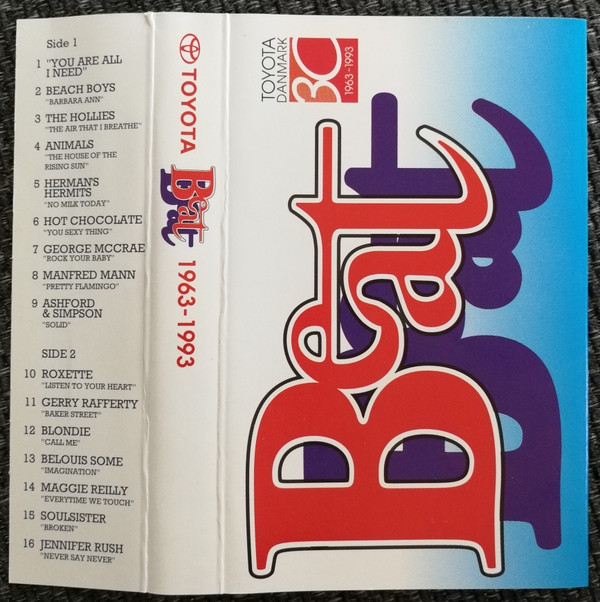 Side 1
1 "YOU ARE ALL
I NEED"
2 BEACH BOYS
"BARBARA ANN"
3 THE HOLLIES
"THE AIR THAT I BREATHE"
4 ANIMALS
"THE HOUSE OF THE
RISING SUN"
5 HERMAN'S
HERMITS
"NO MILK TODAY"
6 HOT CHOCOLATE
"YOU SEXY THING"
7 GEORGE MCCRAE
"ROCK YOUR BABY"
8 MANFRED MANN
"PRETTY FLAMINGO"
9 ASHFORD
& SIMPSON
"SOLID"
SIDE 2
10 ROXETTE
"LISTEN TO YOUR HEART"
11 GERRY RAFFERTY
"BAKER STREET"
12 BLONDIE
"CALL ME"
13 BELOUIS SOME
"IMAGINATION"
14 MAGGIE REILLY
"EVERYTIME WE TOUCH"
15 SOULSISTER
"BROKEN"
16 JENNIFER RUSH
"NEVER SAY NEVER"
TOYOTA
Beat
1963-1993
TOYOTA
DANMARK
30
1963-1993
Beat